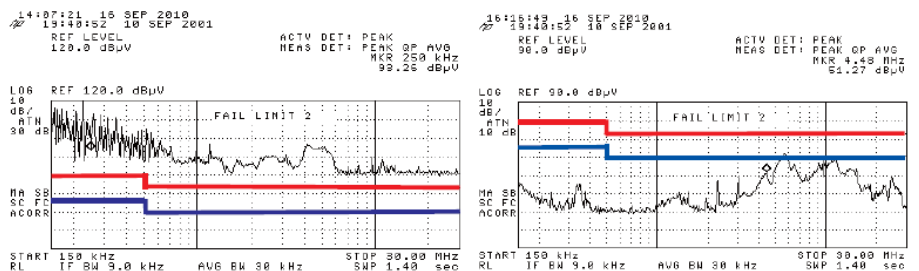 14:07:21 16 SEP 2010
hp 19:40:52 10 SEP 2001
REF LEVEL ACTV DET: PEAK
120.0 dBµV MEAS DET: PEAK QP AVG
MKR 250 kHz
93.26 dBµV
LOG REF 120.0 dBµV
10
dB/
ATN
30 dB
FAIL LIMIT 2
MA SB
SC FC
ACORR
START 150 kHz STOP 30.00 MHz
RL IF BW 9.0 kHz AVG BW 30 kHz SWP 1.40 sec
16:16:49 16 SEP 2010
hp 19:40:52 10 SEP 2001
REF LEVEL ACTV DET: PEAK
90.0 dBµV MEAS DET: PEAK QP AVG
MKR 4.48 MHz
51.27 dBµV
LOG REF 90.0 dBµV
10
dB/
ATN
10 dB
FAIL LIMIT 2
MA SB
SC FC
ACORR
START 150 kHz STOP 30.00 MHz
RL IF BW 9.0 kHz AVG BW 30 kHz SWP 1.40 sec